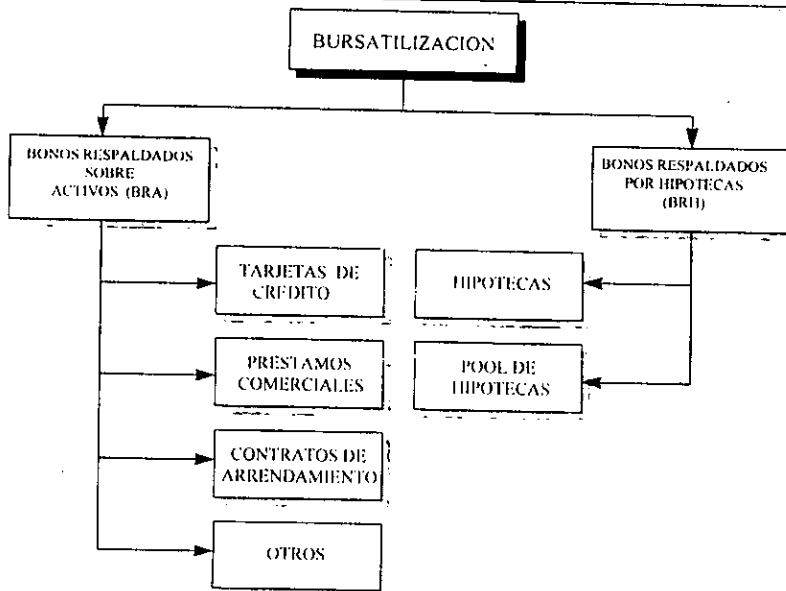 BURSATILIZACION
BONOS RESPALDADOS
SOBRE
ACTIVOS (BRA)
BONOS RESPALDADOS
POR HIPOTECAS
(BRH)
TARJETAS DE
CREDITO
HIPOTECAS
PRESTAMOS
COMERCIALES
POOL DE
HIPOTECAS
CONTRATOS DE
ARRENDAMIENTO
OTROS